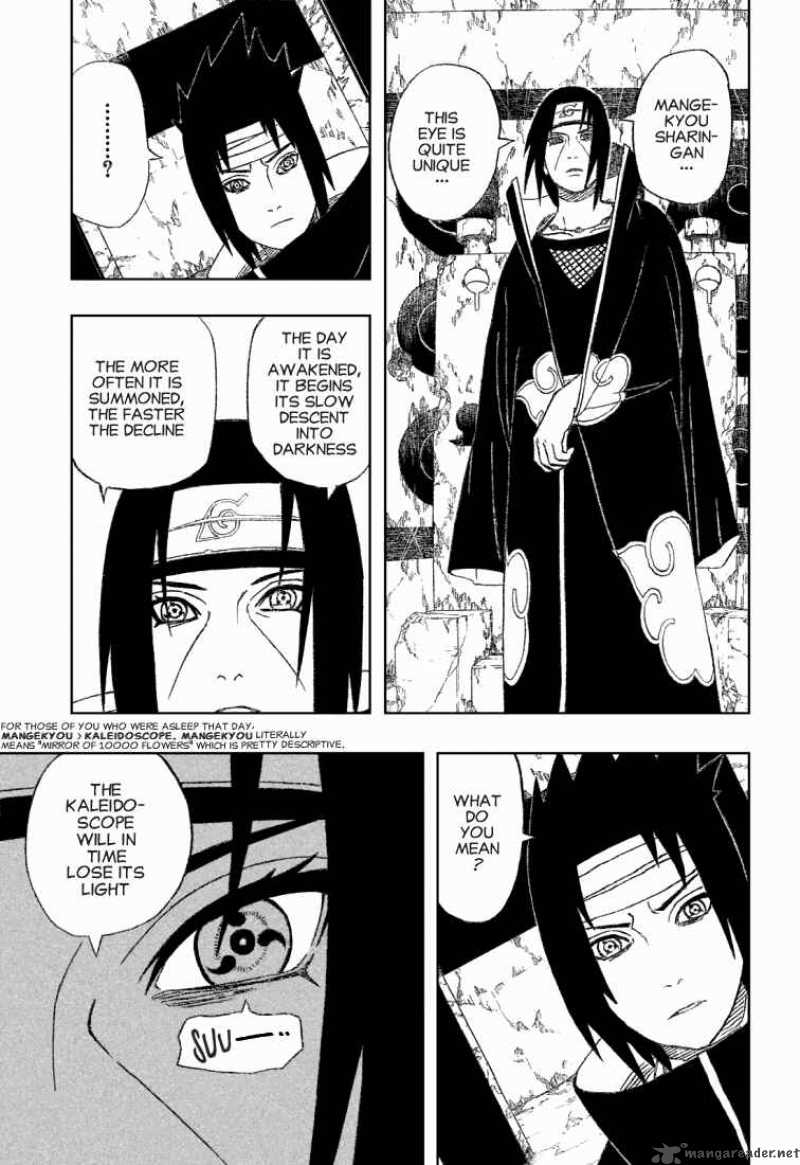 MANGE-
KYOU
SHARIN-
GAN
...
THIS
EYE IS
QUITE
UNIQUE
...
.........?
THE DAY
IT IS
AWAKENED,
IT BEGINS
ITS SLOW
DESCENT
INTO
DARKNESS
THE MORE
OFTEN IT IS
SUMMONED,
THE FASTER
THE DECLINE
FOR THOSE OF YOU WHO WERE ASLEEP THAT DAY,
MANGEKYOU > KALEIDOSCOPE. MANGEKYOU LITERALLY
MEANS "MIRROR OF 10000 FLOWERS" WHICH IS PRETTY DESCRIPTIVE.
WHAT
DO
YOU
MEAN
?
THE
KALEIDO-
SCOPE
WILL IN
TIME
LOSE ITS
LIGHT
SUU—..
mangareader.net